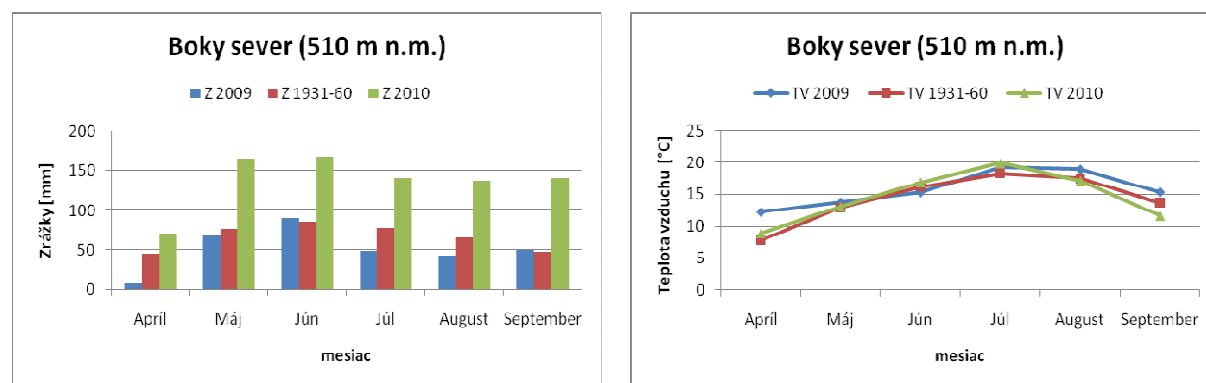 Boky sever (510 m n.m.)
Z 2009 Z 1931-60 Z 2010
Zrážky [mm]
200
150
100
50
0
Apríl Máj Jún Júl August September
mesiac
Boky sever (510 m n.m.)
TV 2009 TV 1931-60 TV 2010
Teplota vzduchu [°C]
25
20
15
10
5
0
Apríl Máj Jún Júl August September
mesiac